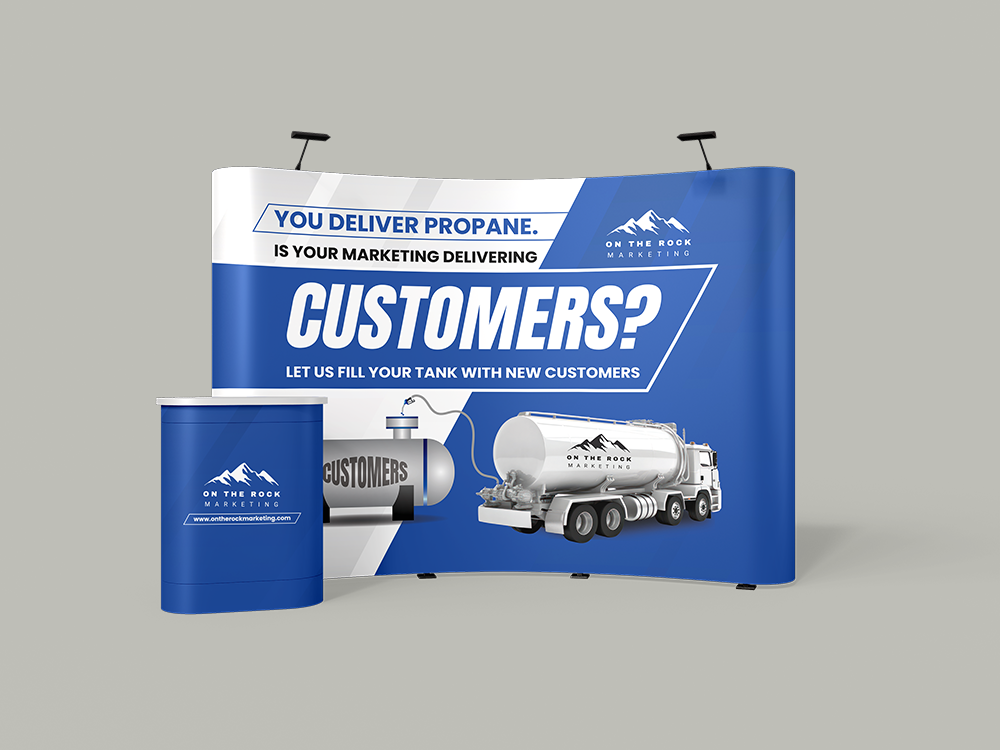 YOU DELIVER PROPANE.
IS YOUR MARKETING DELIVERING
CUSTOMERS?
LET US FILL YOUR TANK WITH NEW CUSTOMERS
ON THE ROCK
MARKETING
CUSTOMERS
ON THE ROCK
MARKETING
ON THE ROCK
MARKETING
www.ontherockmarketing.com